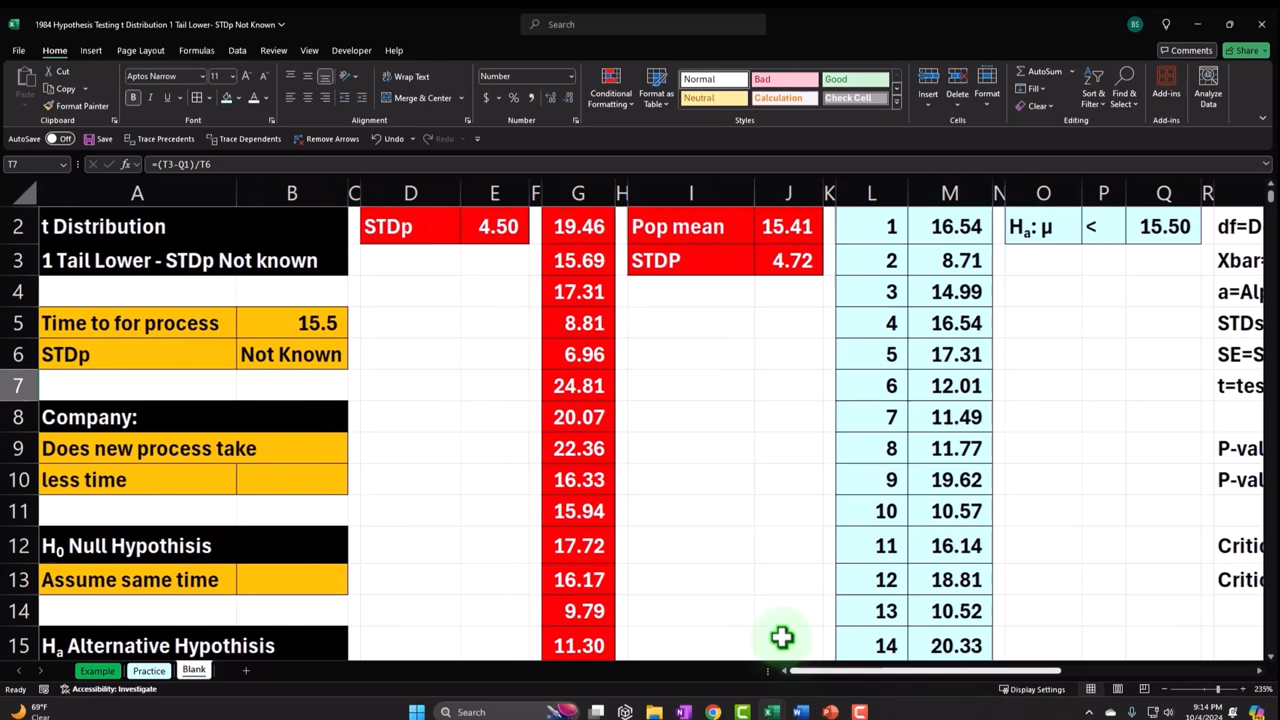 1984 Hypothesis Testing t Distribution 1 Tail Lower- STDp Not Known
Search
BS
File Home Insert Page Layout Formulas Data Review View Developer Help
Comments Share
Cut
Copy
Format Painter
Paste
Clipboard
Aptos Narrow 11
B I U
Font
Wrap Text
Merge & Center
Alignment
Number
$ % 9
Number
Conditional Formatting
Format as Table
Normal Bad Good
Neutral Calculation Check Cell
Styles
Insert Delete Format
Cells
AutoSum
Fill
Clear
Sort & Filter
Find & Select
Editing
Add-ins
Add-ins
Analyze Data
AutoSave Off Save Trace Precedents Trace Dependents Remove Arrows Undo Redo
T7 fx =(T3-Q1)/T6
A B C D E F G H I J K L M N O P Q R
2 t Distribution STDp 4.50 19.46 Pop mean 15.41 1 16.54 Ha: µ < 15.50 df=D
3 1 Tail Lower - STDp Not known 15.69 STDP 4.72 2 8.71 Xbar=
4 17.31 3 14.99 a=Alp
5 Time to for process 15.5 8.81 4 16.54 STDs
6 STDp Not Known 6.96 5 17.31 SE=S
7 24.81 6 12.01 t=tes
8 Company: 20.07 7 11.49
9 Does new process take 22.36 8 11.77 P-val
10 less time 16.33 9 9.62 P-val
11 15.94 10 10.57
12 H0 Null Hypothisis 17.72 11 16.14 Critic
13 Assume same time 16.17 12 18.81 Critic
14 9.79 13 10.52
15 Ha Alternative Hypothisis 11.30 14 20.33
Example Practice Blank +
Ready Accessibility: Investigate Display Settings 235%
69°F
Clear
Search
9:14 PM
10/4/2024